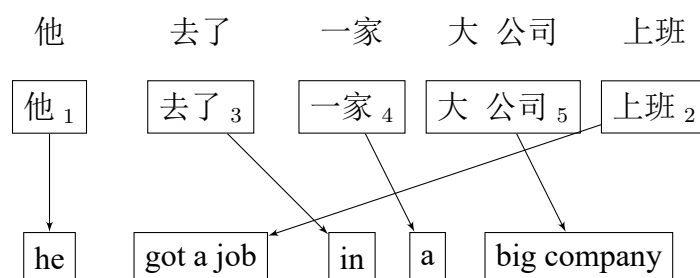 他 去了 一家 大 公司 上班
他 1 去了 3 一家 4 大 公司 5 上班 2
he got a job in a big company